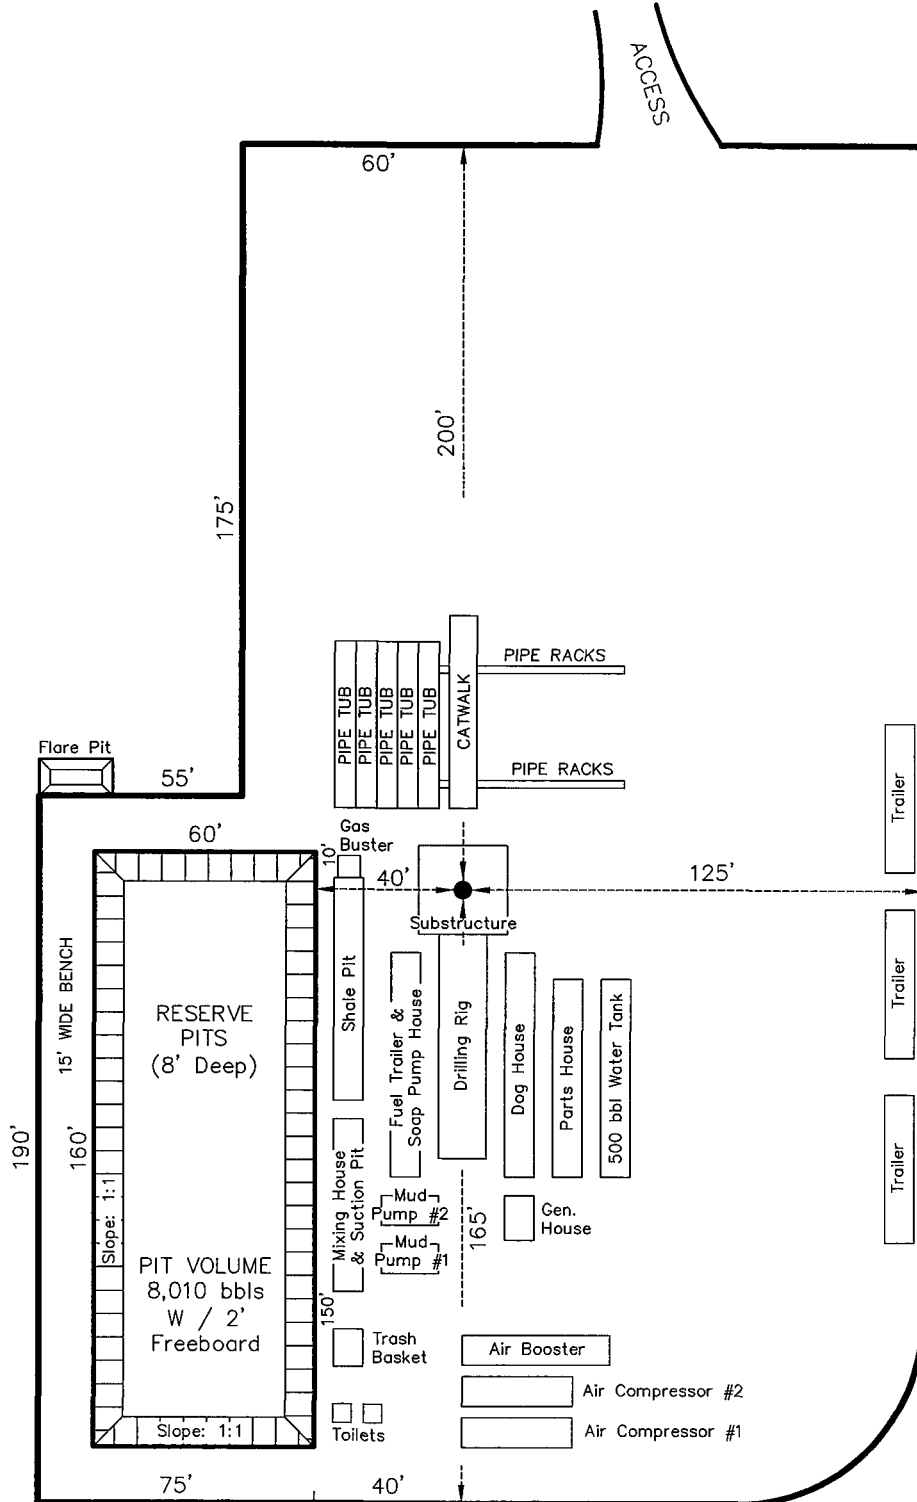 ACCESS
60'
200'
175'
PIPE TUB
PIPE TUB
PIPE TUB
PIPE TUB
PIPE TUB
CATWALK
PIPE RACKS
PIPE RACKS
Flare Pit
55'
Trailer
60'
Gas
Buster
10'
40'
125'
Substructure
15' WIDE BENCH
RESERVE
PITS
(8' Deep)
Shale Pit
Fuel Trailer &
Soap Pump House
Drilling Rig
Dog House
Parts House
500 bbl Water Tank
Trailer
190'
160'
Slope: 1:1
Mixing House
& Suction Pit
Mud
Pump #2
Mud
Pump #1
165'
Gen.
House
Trailer
PIT VOLUME
8,010 bbls
W / 2'
Freeboard
150'
Trash
Basket
Air Booster
Air Compressor #2
Slope: 1:1
Toilets
Air Compressor #1
75'
40'